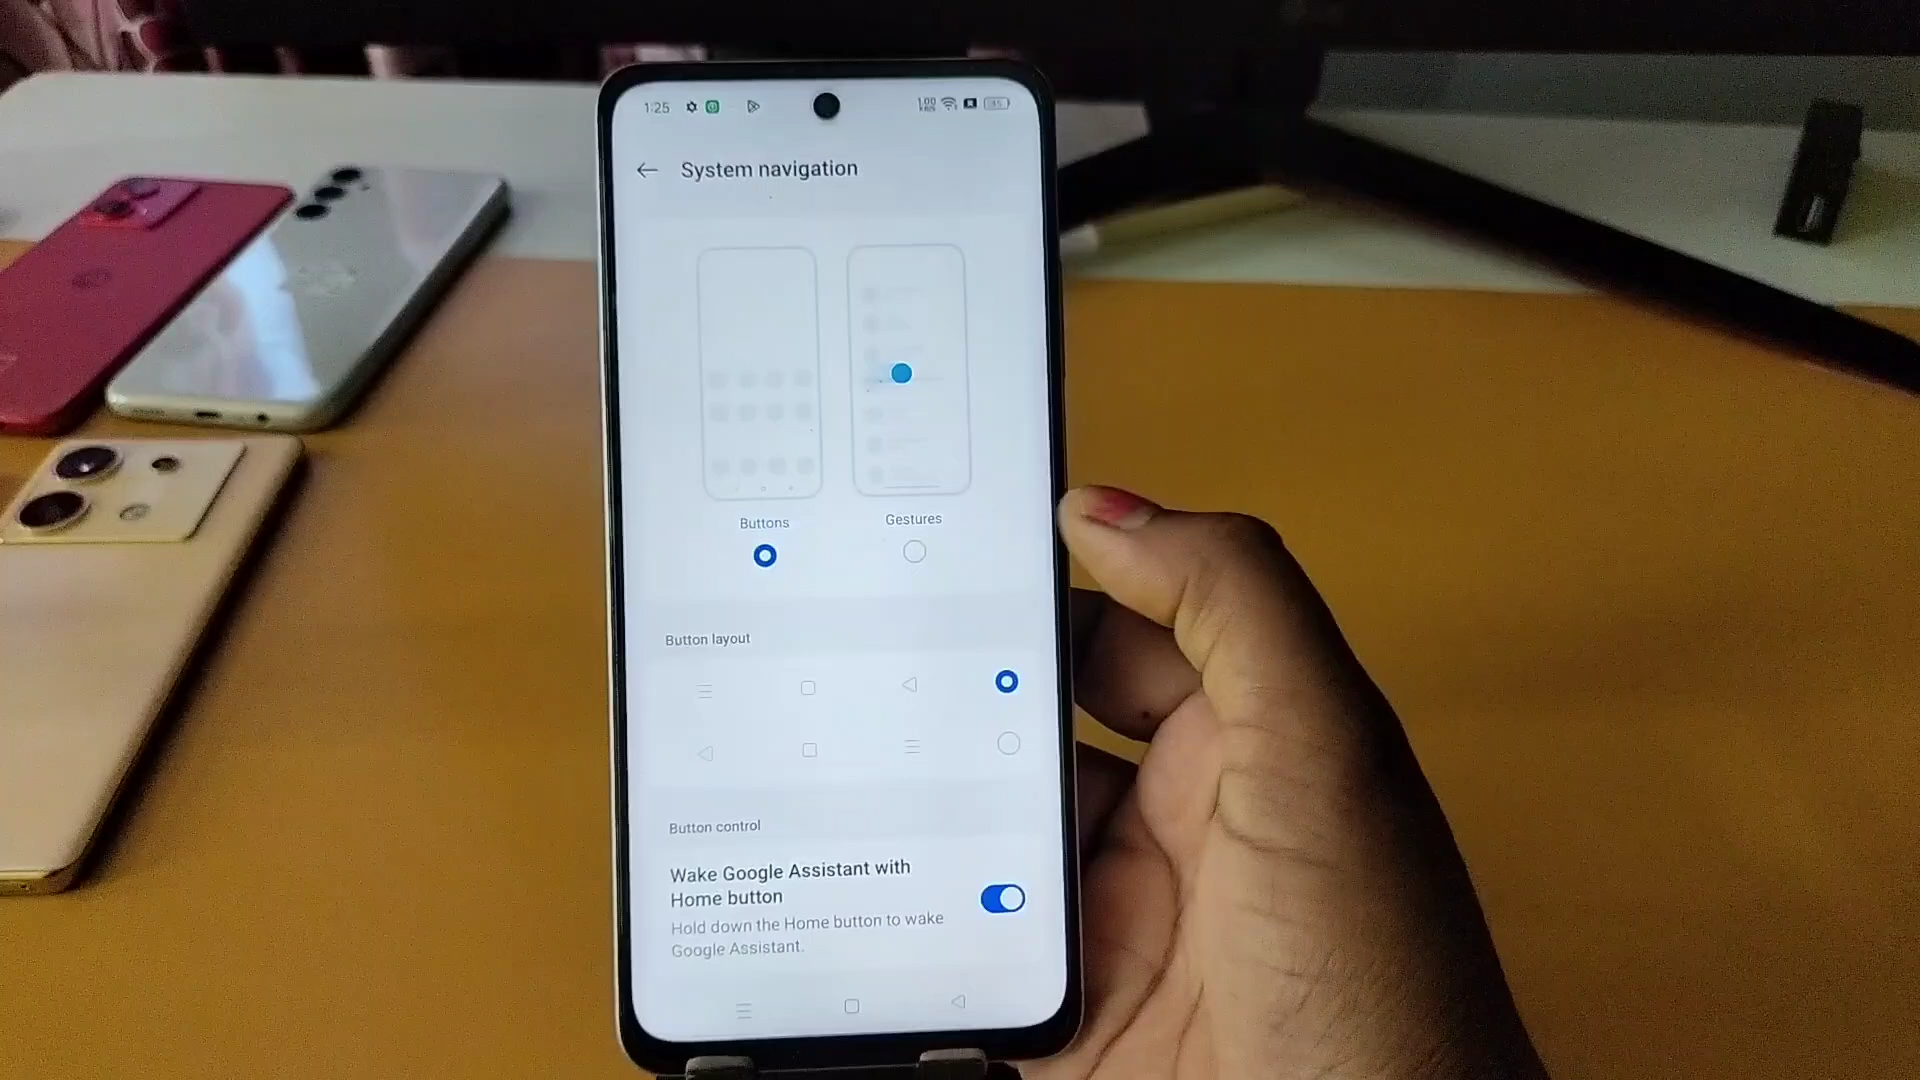 1:25
System navigation
Buttons
Gestures
Button layout
Button control
Wake Google Assistant with
Home button
Hold down the Home button to wake
Google Assistant.